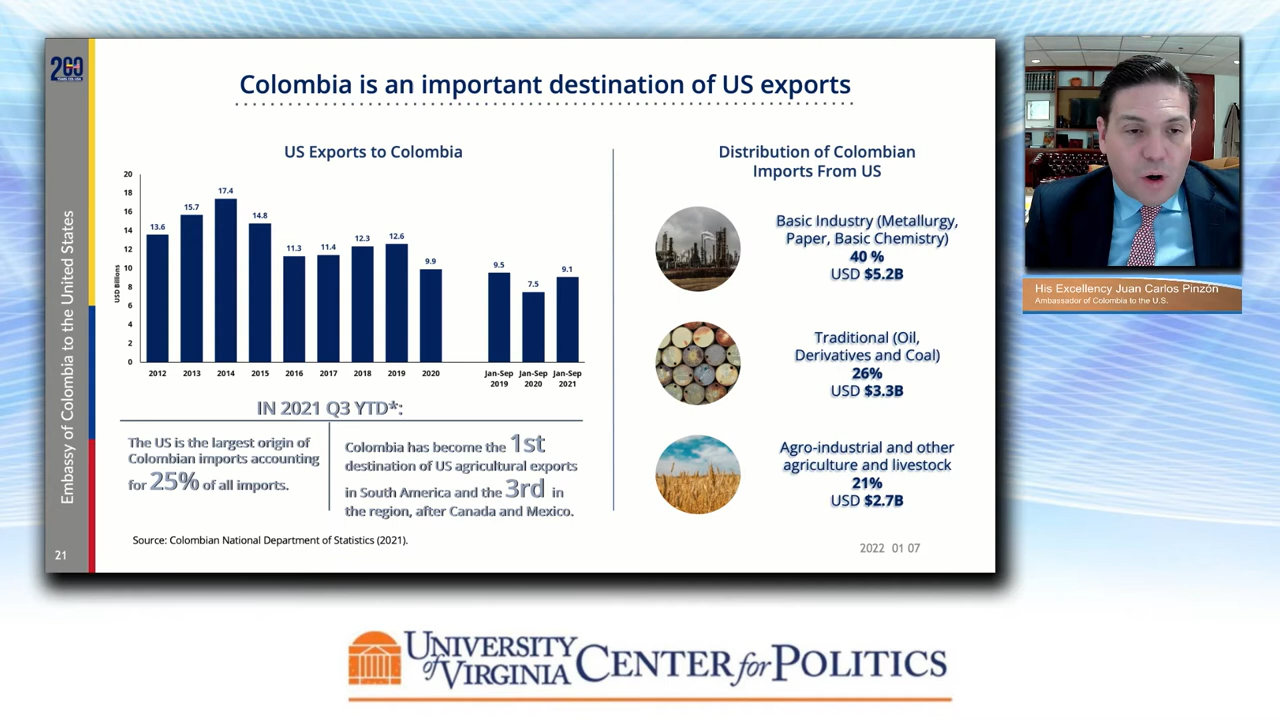 200
YEARS COL-USA
Embassy of Colombia to the United States
21
Colombia is an important destination of US exports
US Exports to Colombia
USD Billions
20
18
16
14
12
10
8
6
4
2
0
13.6
15.7
17.4
14.8
11.3
11.4
12.3
12.6
9.9
9.5
7.5
9.1
2012
2013
2014
2015
2016
2017
2018
2019
2020
Jan-Sep
2019
Jan-Sep
2020
Jan-Sep
2021
IN 2021 Q3 YTD*:
The US is the largest origin of
Colombian imports accounting
for 25% of all imports.
Colombia has become the 1st
destination of US agricultural exports
in South America and the 3rd in
the region, after Canada and Mexico.
Source: Colombian National Department of Statistics (2021).
Distribution of Colombian
Imports From US
Basic Industry (Metallurgy,
Paper, Basic Chemistry)
40 %
USD $5.2B
Traditional (Oil,
Derivatives and Coal)
26%
USD $3.3B
Agro-industrial and other
agriculture and livestock
21%
USD $2.7B
2022 01 07
His Excellency Juan Carlos Pinzón
Ambassador of Colombia to the U.S.
UNIVERSITY
of VIRGINIA
CENTER for POLITICS